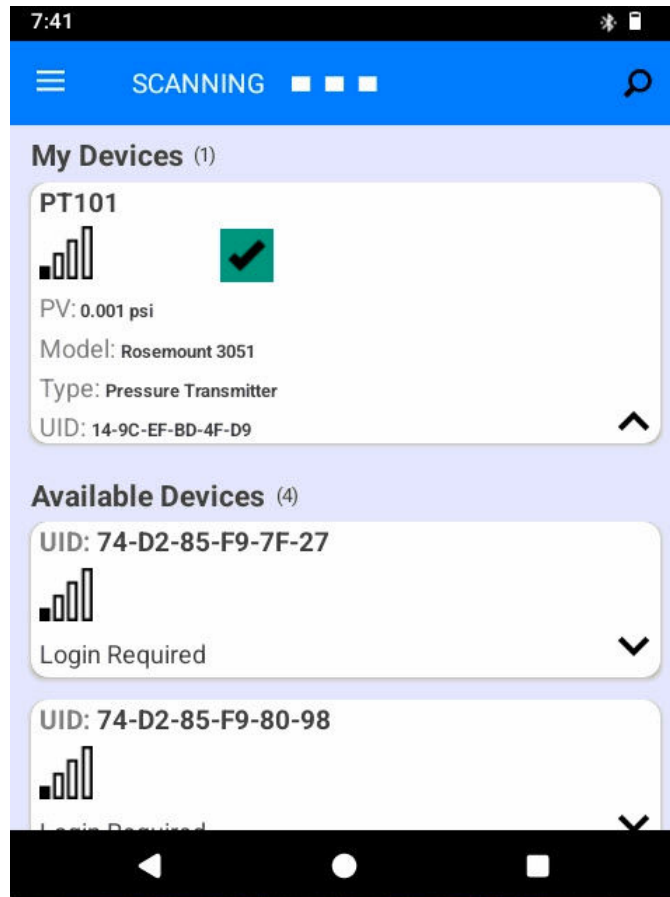 7:41
SCANNING
My Devices (1)
PT101
PV: 0.001 psi
Model: Rosemount 3051
Type: Pressure Transmitter
UID: 14-9C-EF-BD-4F-D9
Available Devices (4)
UID: 74-D2-85-F9-7F-27
Login Required
UID: 74-D2-85-F9-80-98
Login Required